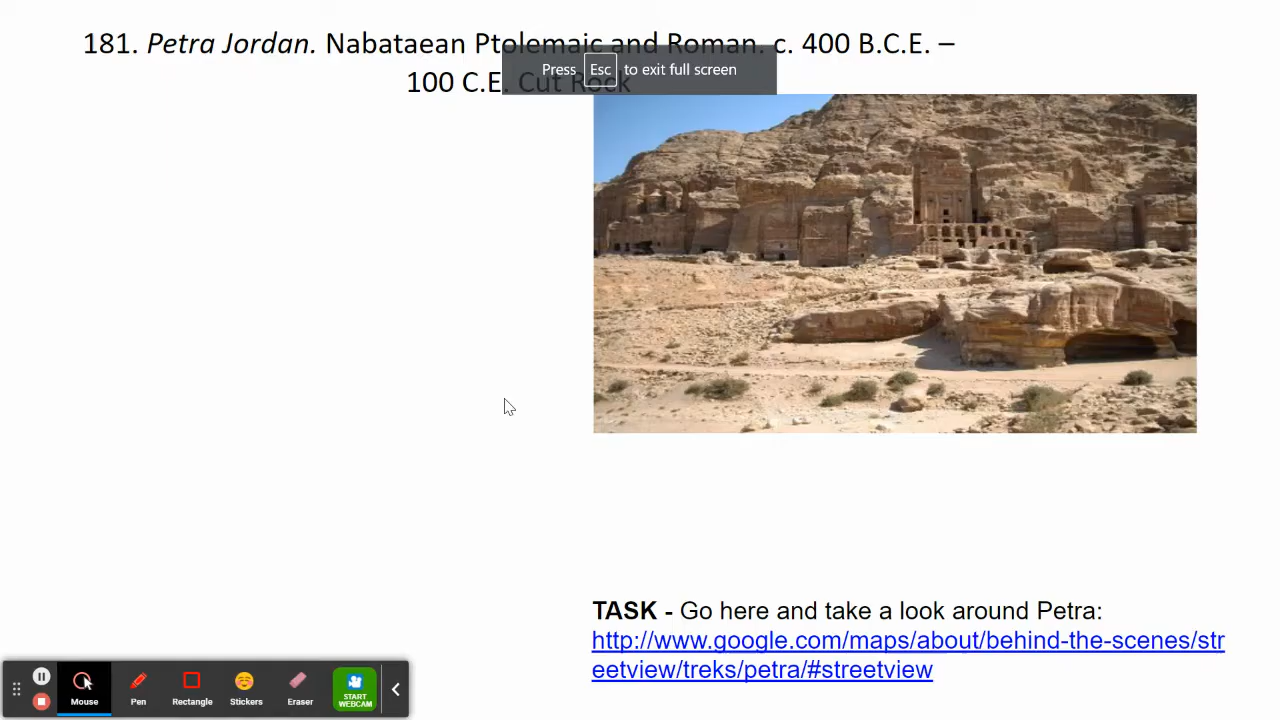 181. Petra Jordan. Nabataean Ptolemaic and Roman. c. 400 B.C.E. –
100 C.E. Cut Rock
Press Esc to exit full screen
TASK - Go here and take a look around Petra:
http://www.google.com/maps/about/behind-the-scenes/str
eetview/treks/petra/#streetview
Mouse
Pen
Rectangle
Stickers
Eraser
START
WEBCAM